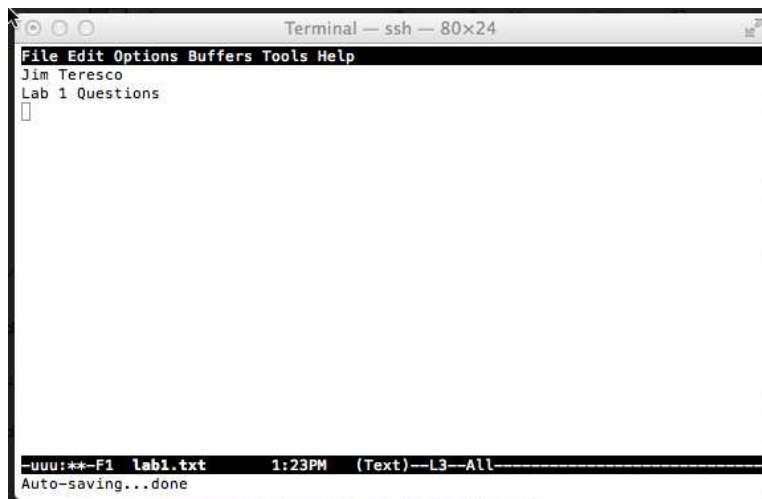 Terminal — ssh — 80×24
File Edit Options Buffers Tools Help
Jim Teresco
Lab 1 Questions
-uuu:**-F1  lab1.txt       1:23PM   (Text)--L3--All-----------------------------
Auto-saving...done